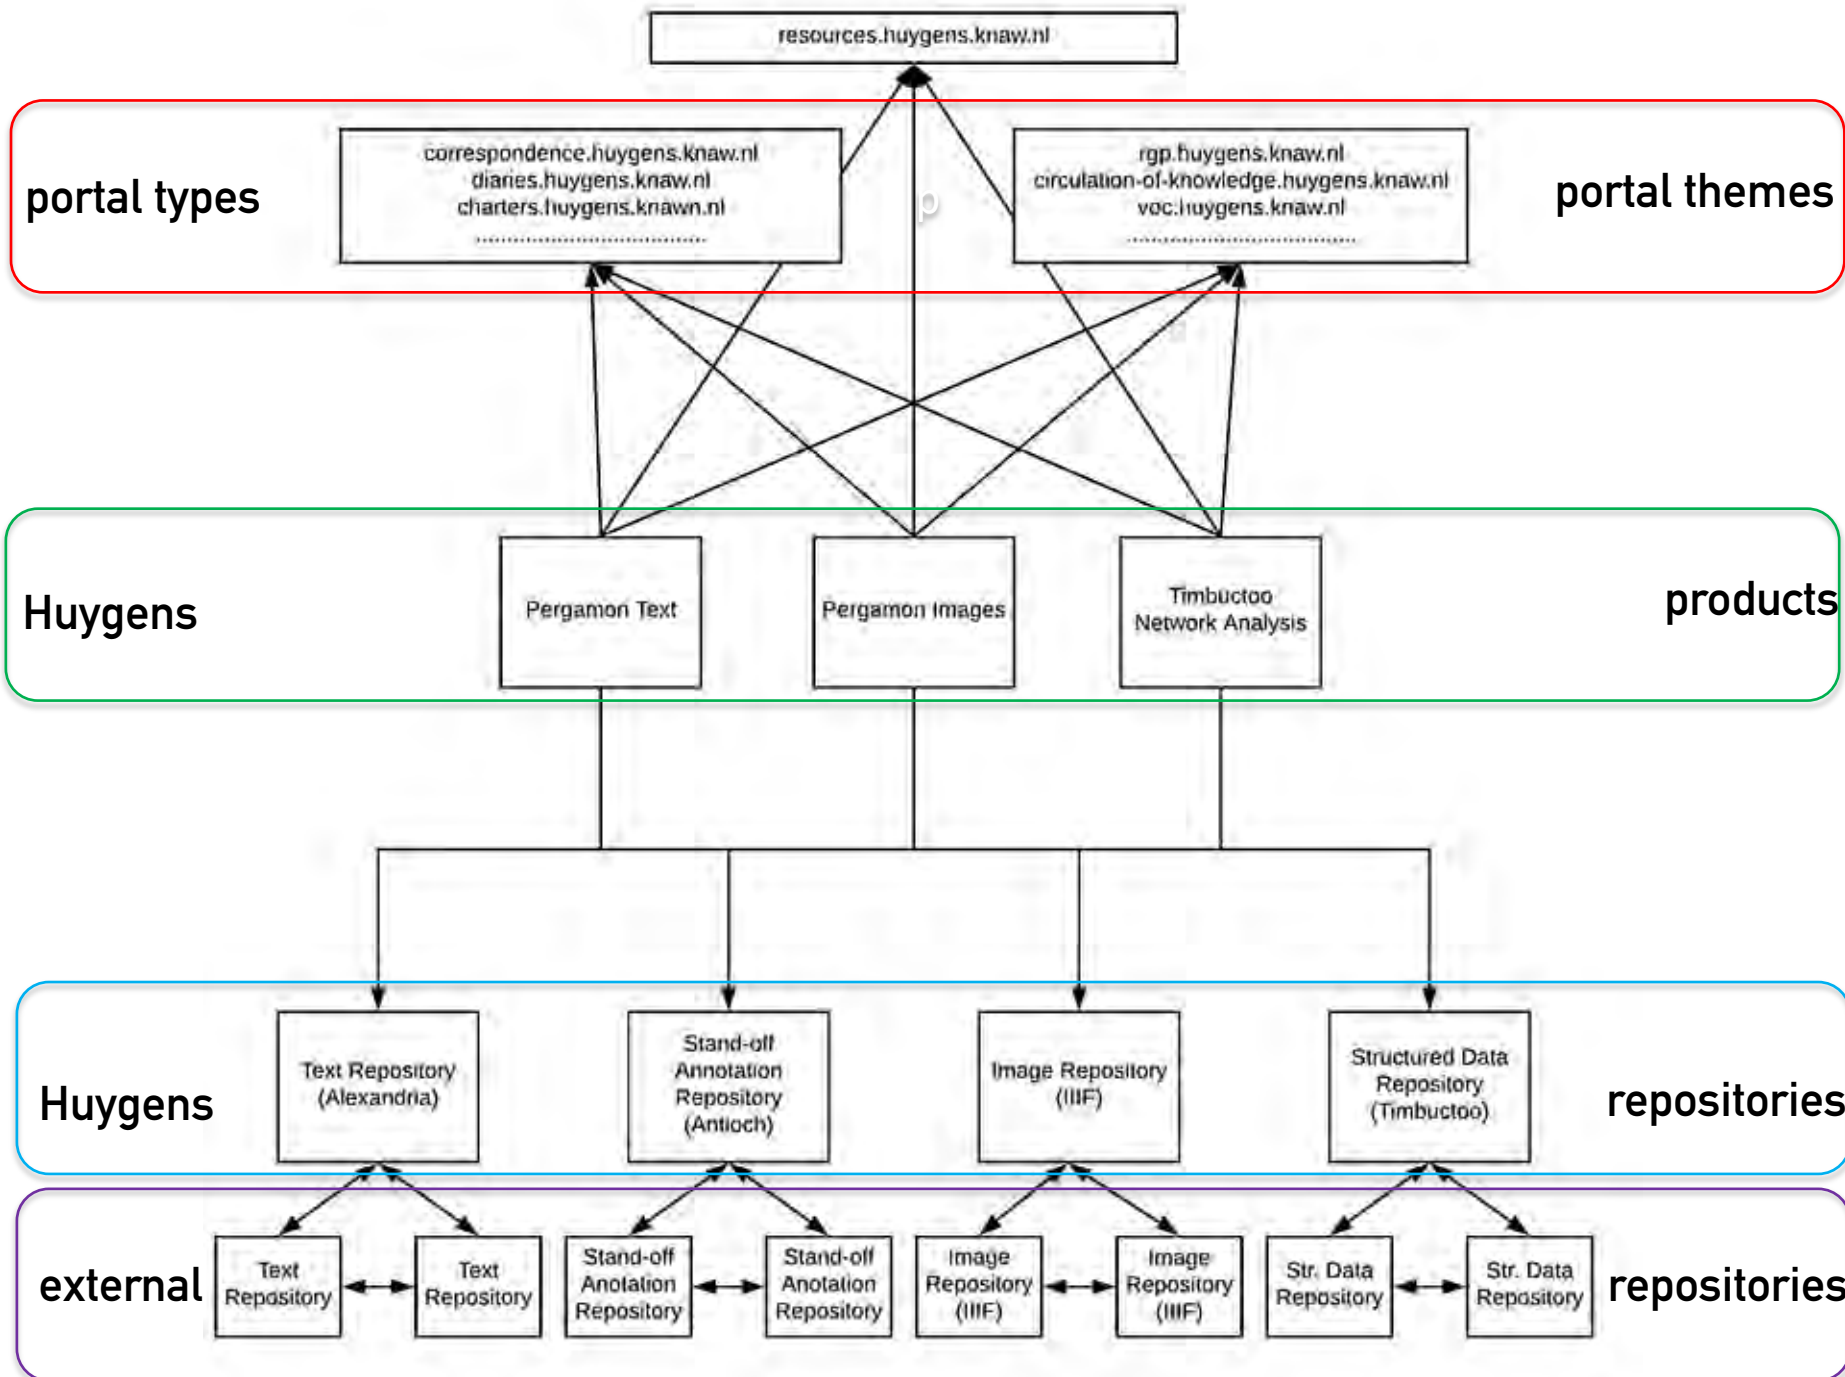 resources.huygens.knaw.nl
portal types
correspondence.huygens.knaw.nl
diaries.huygens.knaw.nl
charters.huygens.knawn.nl
.......................................
p
rgp.huygens.knaw.nl
circulation-of-knowledge.huygens.knaw.nl
voc.huygens.knaw.nl
.......................................
portal themes
Huygens
Pergamon Text
Pergamon Images
Timbuctoo
Network Analysis
products
Huygens
Text Repository
(Alexandria)
Stand-off
Annotation
Repository
(Antioch)
Image Repository
(IIIF)
Structured Data
Repository
(Timbuctoo)
repositories
external
Text
Repository
Text
Repository
Stand-off
Anotation
Repository
Stand-off
Anotation
Repository
Image
Repository
(IIIF)
Image
Repository
(IIIF)
Str. Data
Repository
Str. Data
Repository
repositories